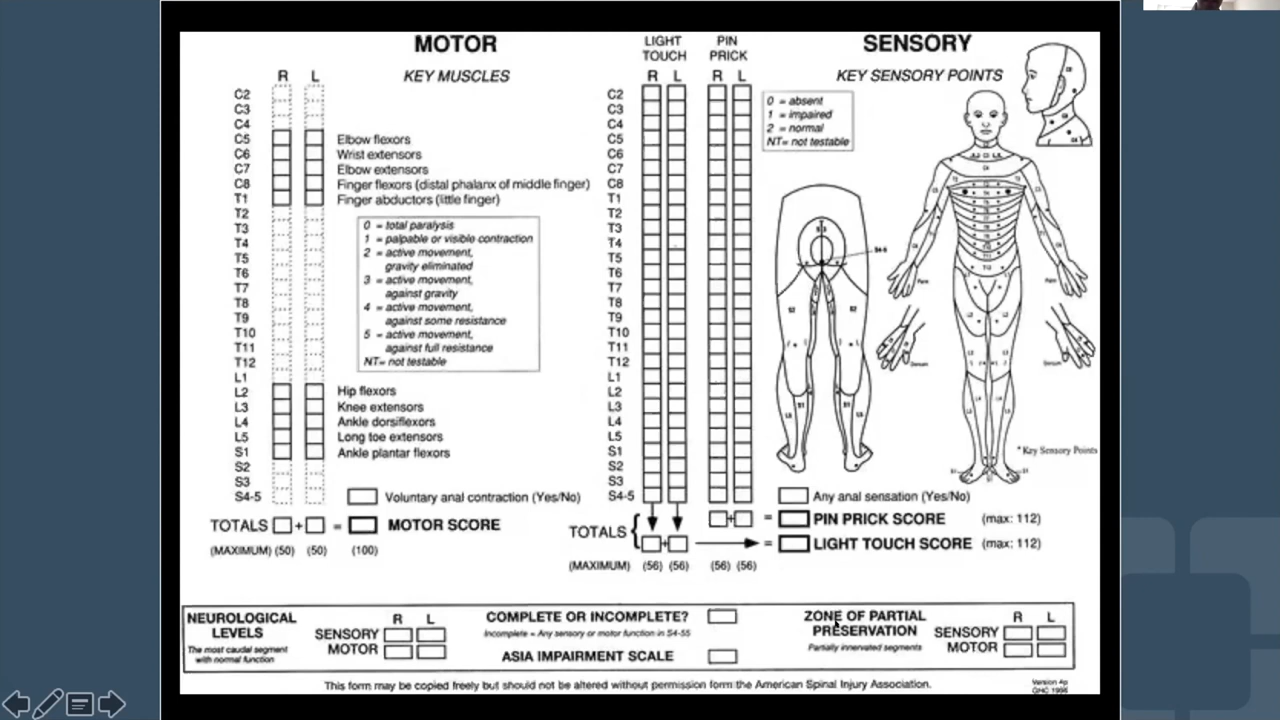 MOTOR
KEY MUSCLES
R L
C2
C3
C4
C5 Elbow flexors
C6 Wrist extensors
C7 Elbow extensors
C8 Finger flexors (distal phalanx of middle finger)
T1 Finger abductors (little finger)
T2
T3
T4
T5
T6
T7
T8
T9
T10
T11
T12
L1
L2 Hip flexors
L3 Knee extensors
L4 Ankle dorsiflexors
L5 Long toe extensors
S1 Ankle plantar flexors
S2
S3
S4-5
0 = total paralysis
1 = palpable or visible contraction
2 = active movement,
gravity eliminated
3 = active movement,
against gravity
4 = active movement,
against some resistance
5 = active movement,
against full resistance
NT= not testable
Voluntary anal contraction (Yes/No)
TOTALS + = MOTOR SCORE
(MAXIMUM) (50) (50) (100)
LIGHT TOUCH
PIN PRICK
R L R L
C2
C3
C4
C5
C6
C7
C8
T1
T2
T3
T4
T5
T6
T7
T8
T9
T10
T11
T12
L1
L2
L3
L4
L5
S1
S2
S3
S4-5
SENSORY
KEY SENSORY POINTS
0 = absent
1 = impaired
2 = normal
NT= not testable
S4-5
Palm
Palm
Dorsum
Dorsum
* Key Sensory Points
Any anal sensation (Yes/No)
TOTALS
+ = PIN PRICK SCORE (max: 112)
+ = LIGHT TOUCH SCORE (max: 112)
(MAXIMUM) (56) (56) (56) (56)
NEUROLOGICAL
LEVELS
The most caudal segment
with normal function
R L
SENSORY
MOTOR
COMPLETE OR INCOMPLETE?
Incomplete = Any sensory or motor function in S4-S5
ASIA IMPAIRMENT SCALE
ZONE OF PARTIAL
PRESERVATION
Partially innervated segments
R L
SENSORY
MOTOR
This form may be copied freely but should not be altered without permission form the American Spinal Injury Association.
Version 4p
GHC 1996